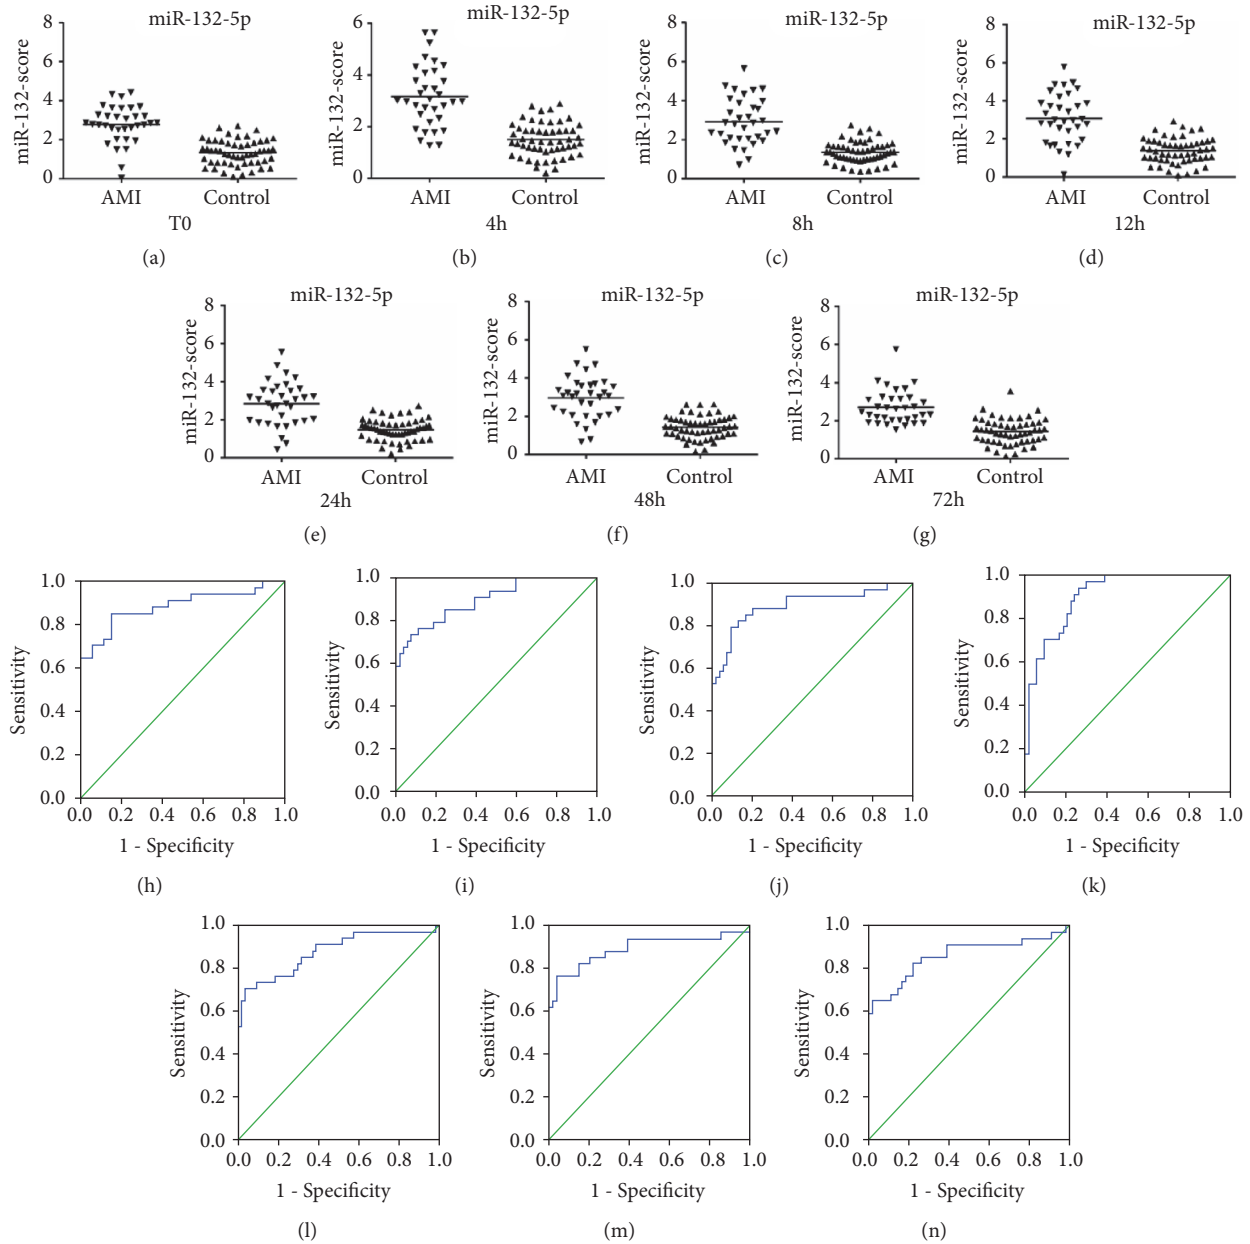 miR-132-5p
miR-132-score
8
6
4
2
0
AMI Control
T0
(a)
miR-132-5p
miR-132-score
6
4
2
0
AMI Control
4h
(b)
miR-132-5p
miR-132-score
8
6
4
2
0
AMI Control
8h
(c)
miR-132-5p
miR-132-score
8
6
4
2
0
AMI Control
12h
(d)
miR-132-5p
miR-132-score
8
6
4
2
0
AMI Control
24h
(e)
miR-132-5p
miR-132-score
8
6
4
2
0
AMI Control
48h
(f)
miR-132-5p
miR-132-score
8
6
4
2
0
AMI Control
72h
(g)
Sensitivity
1.0
0.8
0.6
0.4
0.2
0.0
0.0 0.2 0.4 0.6 0.8 1.0
1 - Specificity
(h)
Sensitivity
1.0
0.8
0.6
0.4
0.2
0.0
0.0 0.2 0.4 0.6 0.8 1.0
1 - Specificity
(i)
Sensitivity
1.0
0.8
0.6
0.4
0.2
0.0
0.0 0.2 0.4 0.6 0.8 1.0
1 - Specificity
(j)
Sensitivity
1.0
0.8
0.6
0.4
0.2
0.0
0.0 0.2 0.4 0.6 0.8 1.0
1 - Specificity
(k)
Sensitivity
1.0
0.8
0.6
0.4
0.2
0.0
0.0 0.2 0.4 0.6 0.8 1.0
1 - Specificity
(l)
Sensitivity
1.0
0.8
0.6
0.4
0.2
0.0
0.0 0.2 0.4 0.6 0.8 1.0
1 - Specificity
(m)
Sensitivity
1.0
0.8
0.6
0.4
0.2
0.0
0.0 0.2 0.4 0.6 0.8 1.0
1 - Specificity
(n)